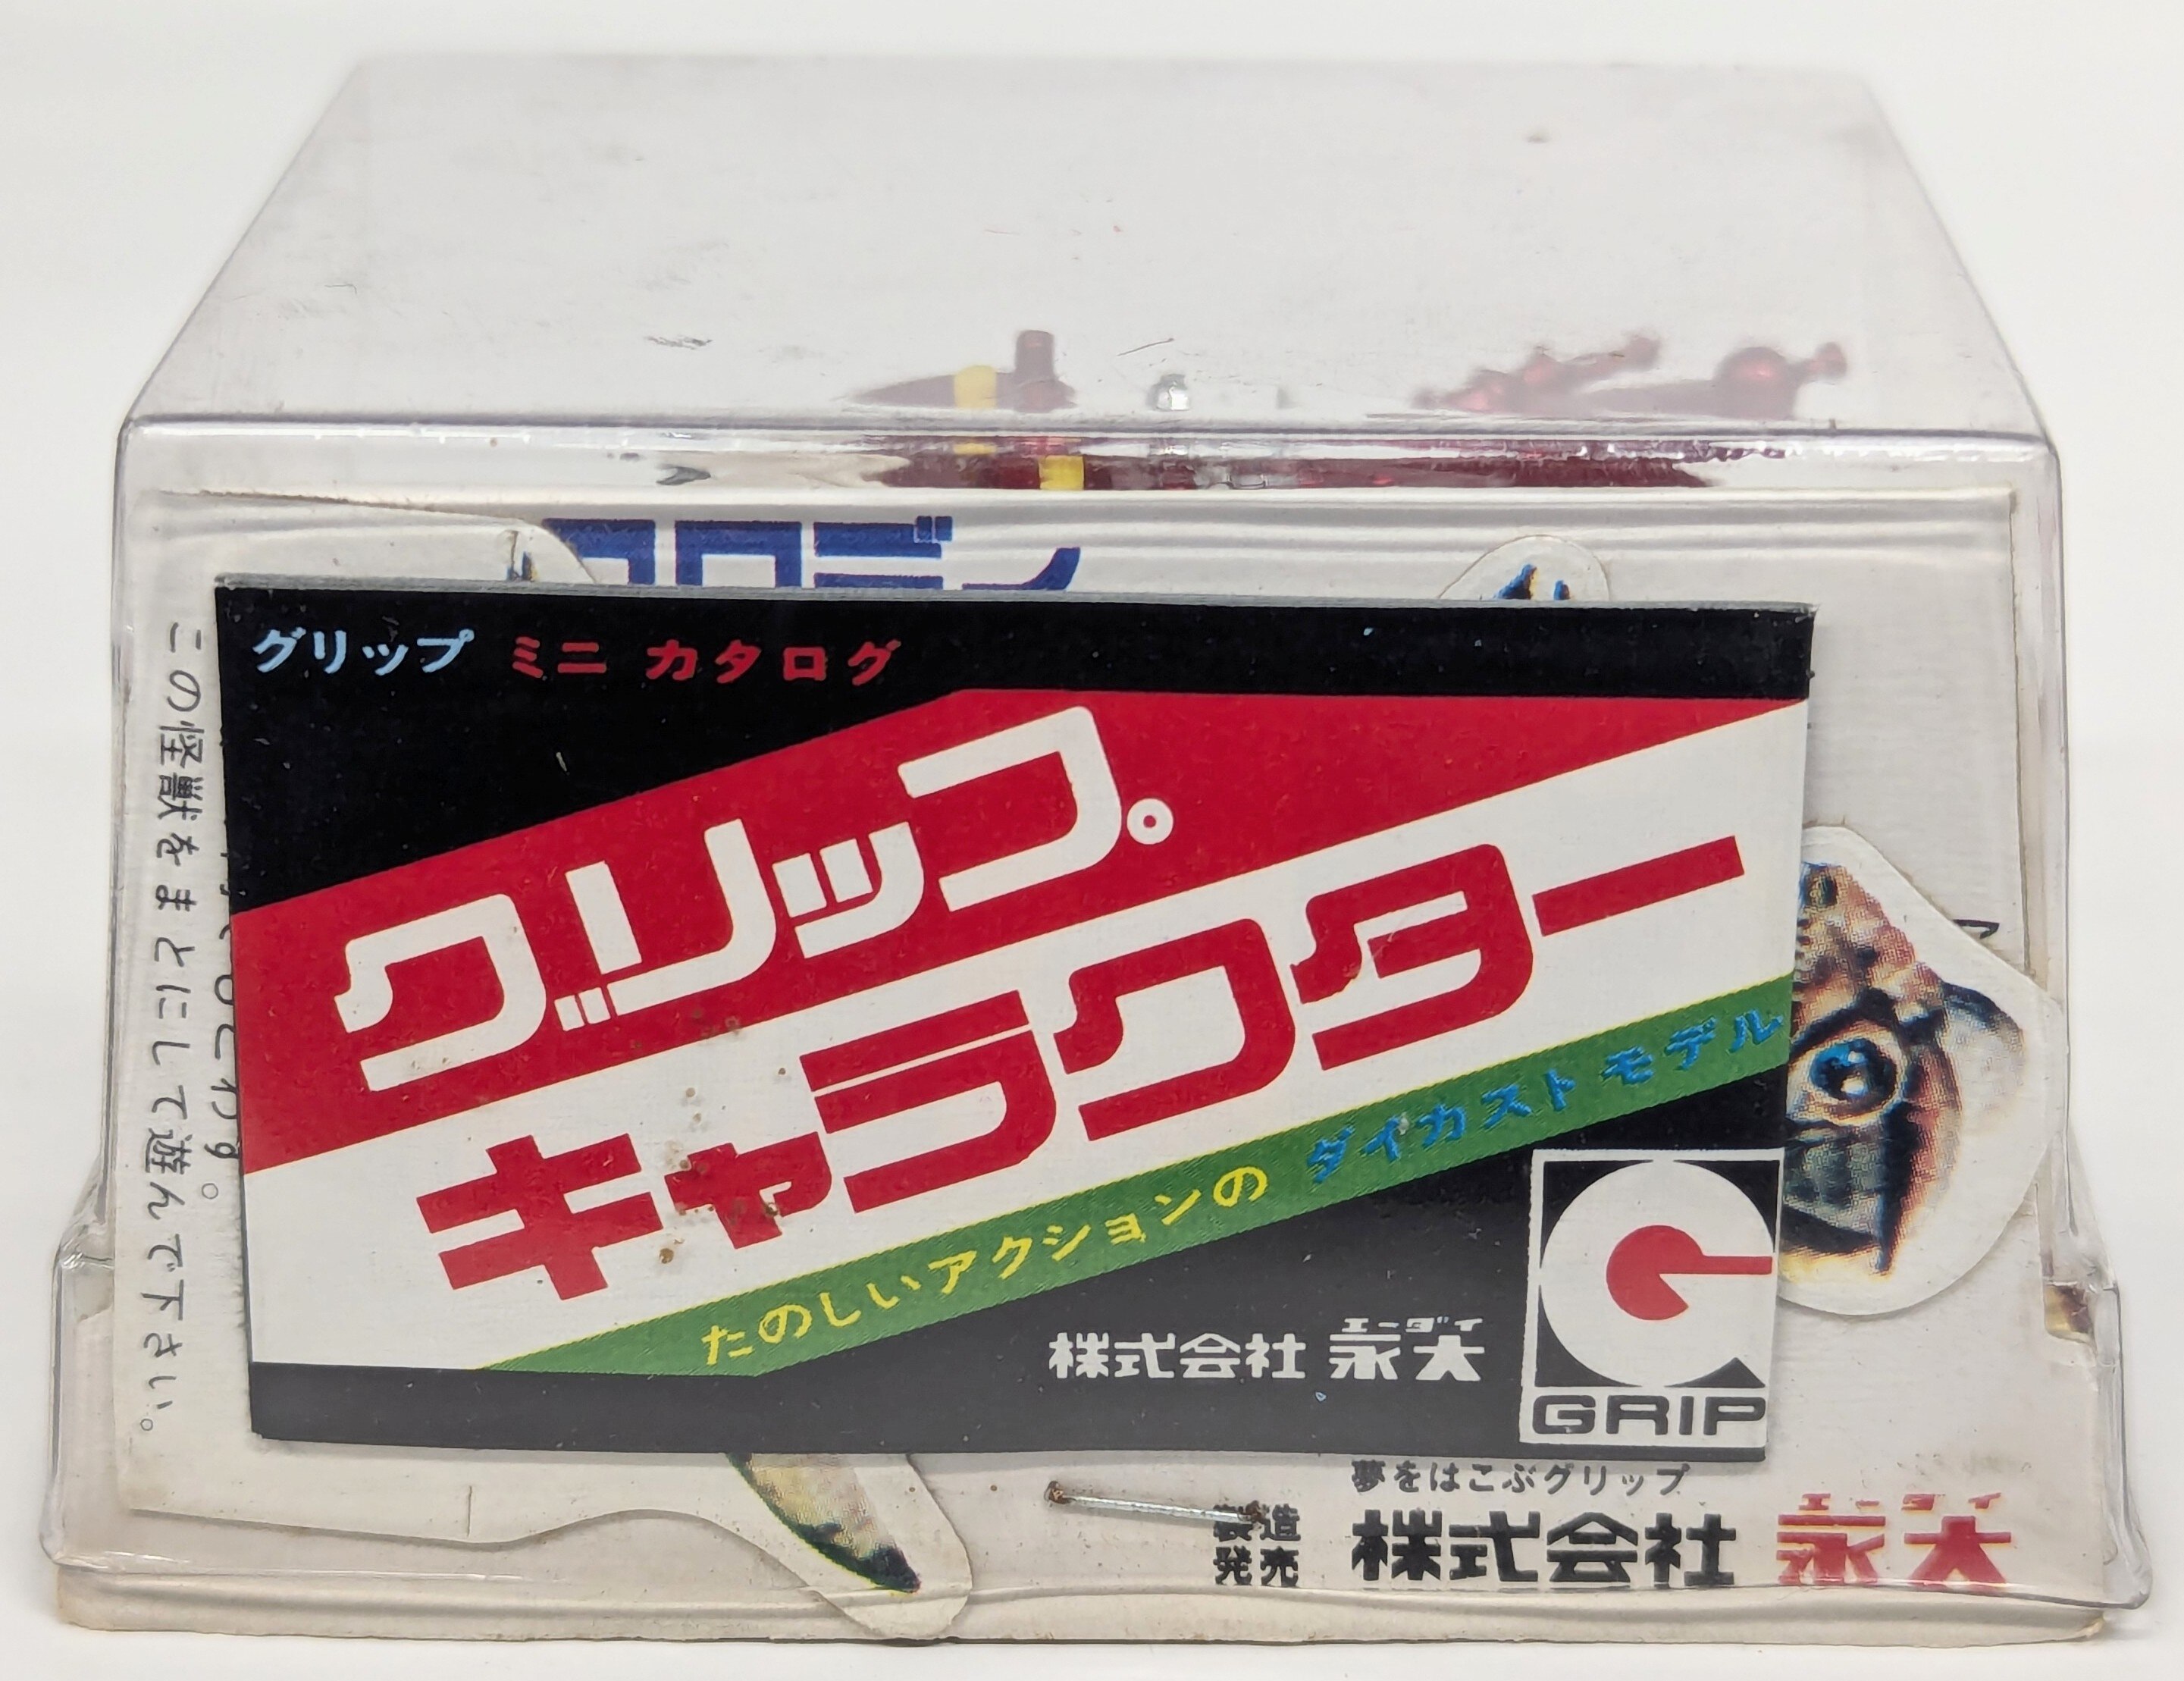 コロデン
グリップ ミニ カタログ
グリップ。
キャラクター
たのしいアクションの ダイカスト モデル
エーダイ
株式会社 永大
GRIP
この怪獣をまとにして遊んで下さい。
夢をはこぶグリップ
エーダイ
製造
発売
株式会社 永大